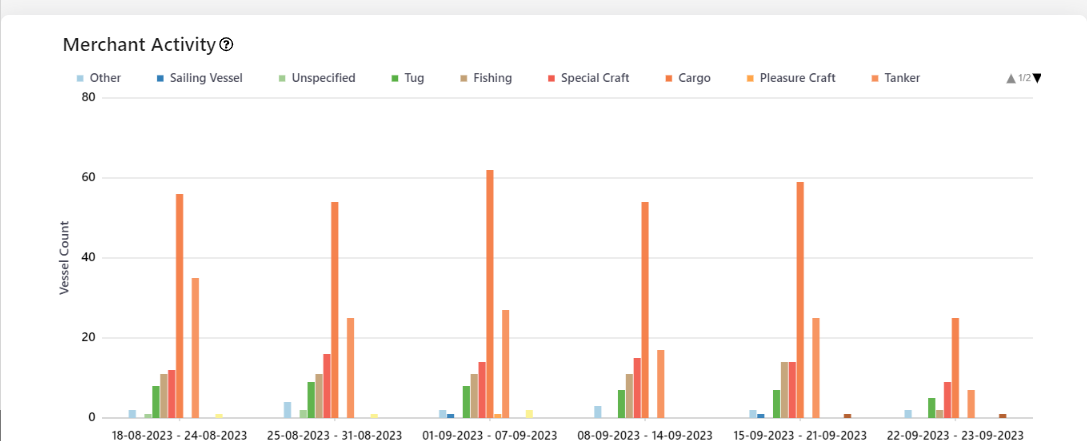 Merchant Activity
Other Sailing Vessel Unspecified Tug Fishing Special Craft Cargo Pleasure Craft Tanker 1/2
80
60
40
20
0
Vessel Count
18-08-2023 - 24-08-2023 25-08-2023 - 31-08-2023 01-09-2023 - 07-09-2023 08-09-2023 - 14-09-2023 15-09-2023 - 21-09-2023 22-09-2023 - 23-09-2023